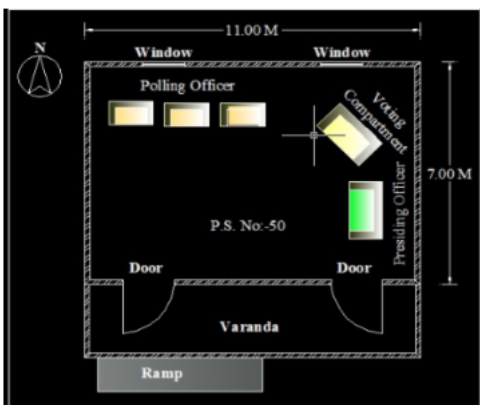 11.00 M
N
Window
Window
Polling Officer
Voting
Compartment
7.00 M
Presiding Officer
P.S. No:-50
Door
Door
Varanda
Ramp